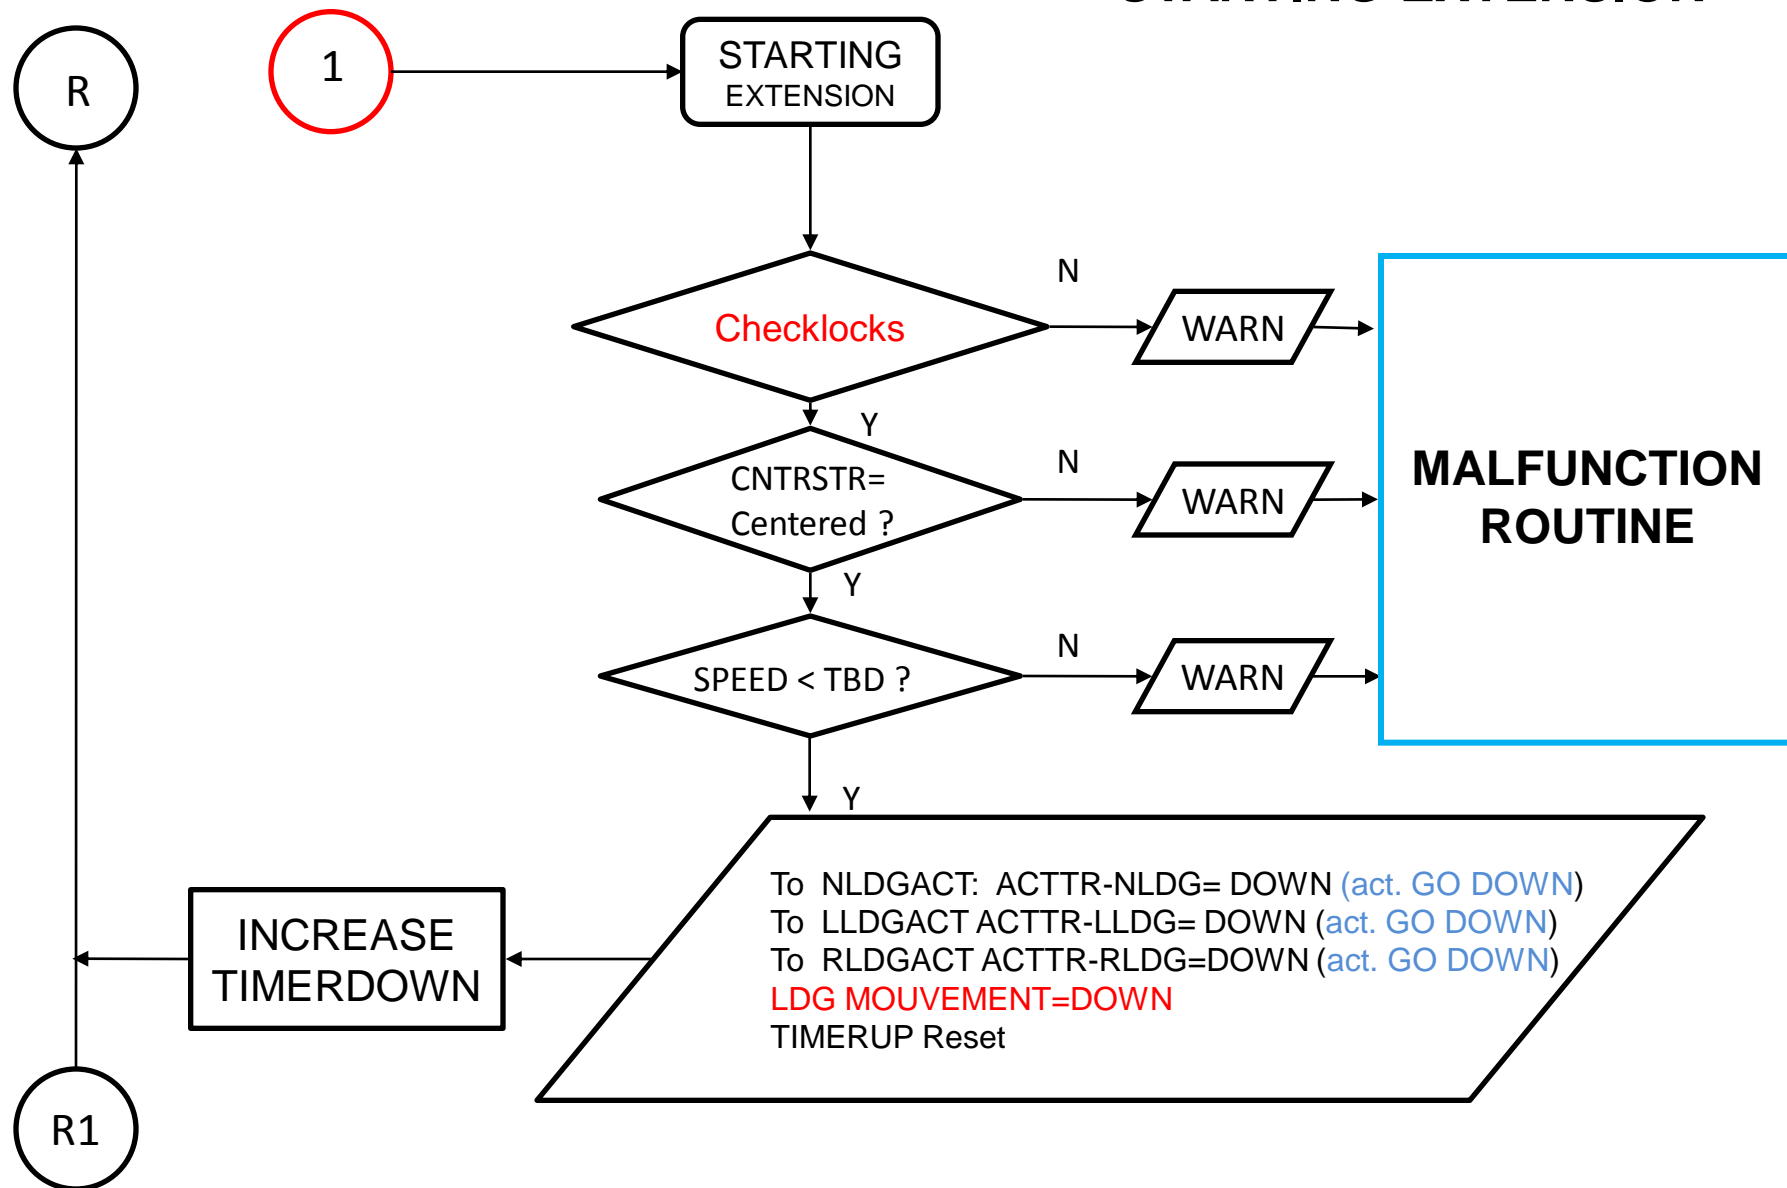 STARTING EXTENSION
R
1
STARTING
EXTENSION
Checklocks
N
WARN
Y
CNTRSTR=
Centered ?
N
WARN
MALFUNCTION
ROUTINE
Y
SPEED < TBD ?
N
WARN
Y
To NLDGACT: ACTTR-NLDG= DOWN (act. GO DOWN)
To LLDGACT ACTTR-LLDG= DOWN (act. GO DOWN)
To RLDGACT ACTTR-RLDG=DOWN (act. GO DOWN)
LDG MOUVEMENT=DOWN
TIMERUP Reset
INCREASE
TIMERDOWN
R1